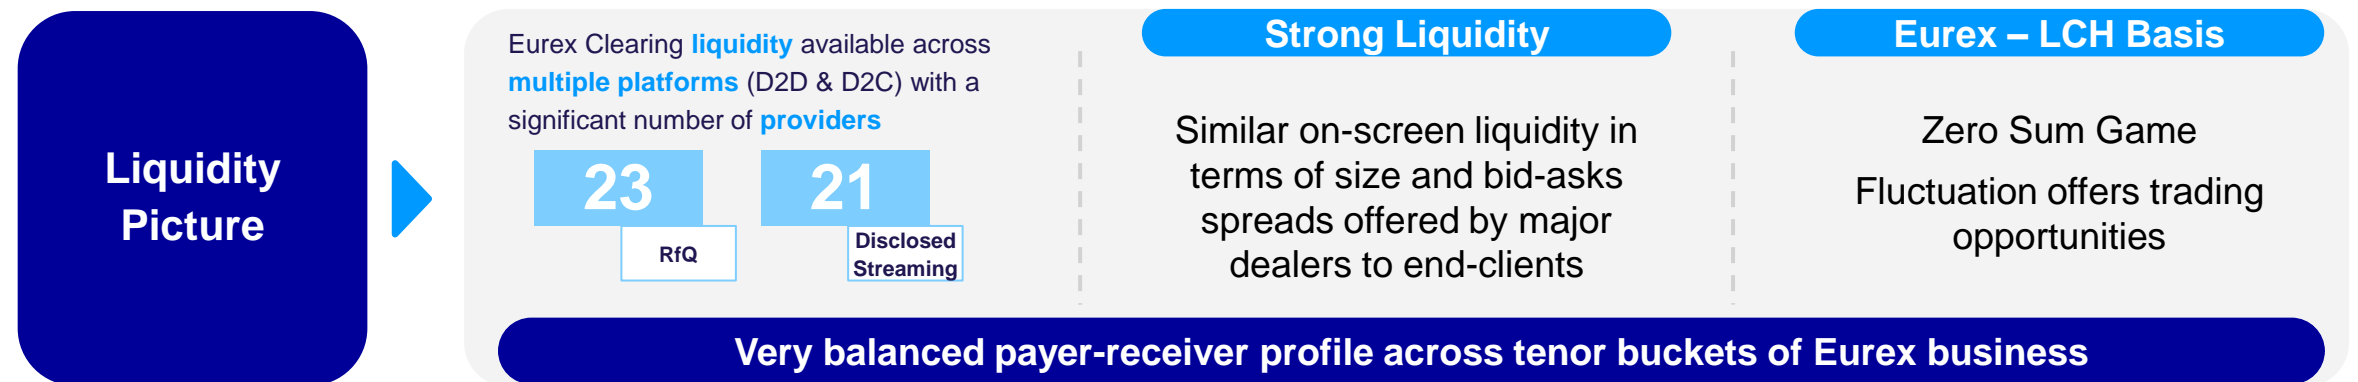 Liquidity
Picture
Eurex Clearing liquidity available across
multiple platforms (D2D & D2C) with a
significant number of providers
23
RfQ
21
Disclosed
Streaming
Strong Liquidity
Similar on-screen liquidity in
terms of size and bid-asks
spreads offered by major
dealers to end-clients
Eurex – LCH Basis
Zero Sum Game
Fluctuation offers trading
opportunities
Very balanced payer-receiver profile across tenor buckets of Eurex business